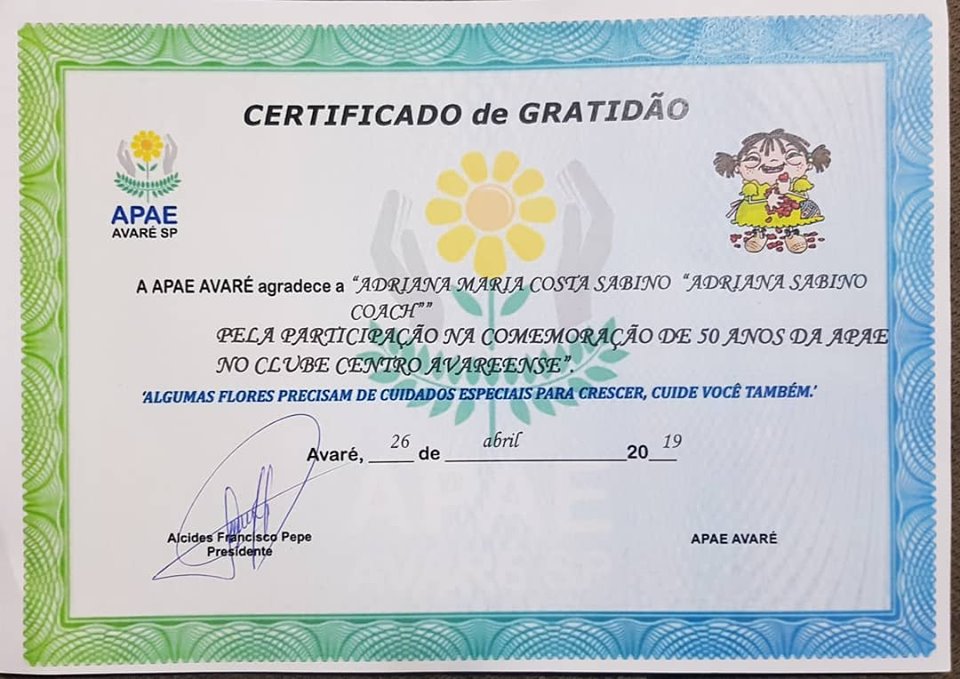 CERTIFICADO de GRATIDÃO
APAE
AVARÉ SP
A APAE AVARÉ agradece a “ADRIANA MARIA COSTA SABINO “ADRIANA SABINO
COACH””
PELA PARTICIPAÇÃO NA COMEMORAÇÃO DE 50 ANOS DA APAE
NO CLUBE CENTRO AVAREENSE”.
‘ALGUMAS FLORES PRECISAM DE CUIDADOS ESPECIAIS PARA CRESCER, CUIDE VOCÊ TAMBÉM.’
Avaré, 26 de abril 2019
APAE
Alcides Francisco Pepe
Presidente
APAE AVARÉ